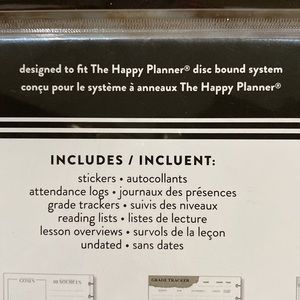 designed to fit The Happy Planner® disc bound system
conçu pour le système à anneaux The Happy Planner®
INCLUDES / INCLUENT:
stickers • autocollants
attendance logs • journaux des présences
grade trackers • suivis des niveaux
reading lists • listes de lecture
lesson overviews • survols de la leçon
undated • sans dates
GRADE TRACKER